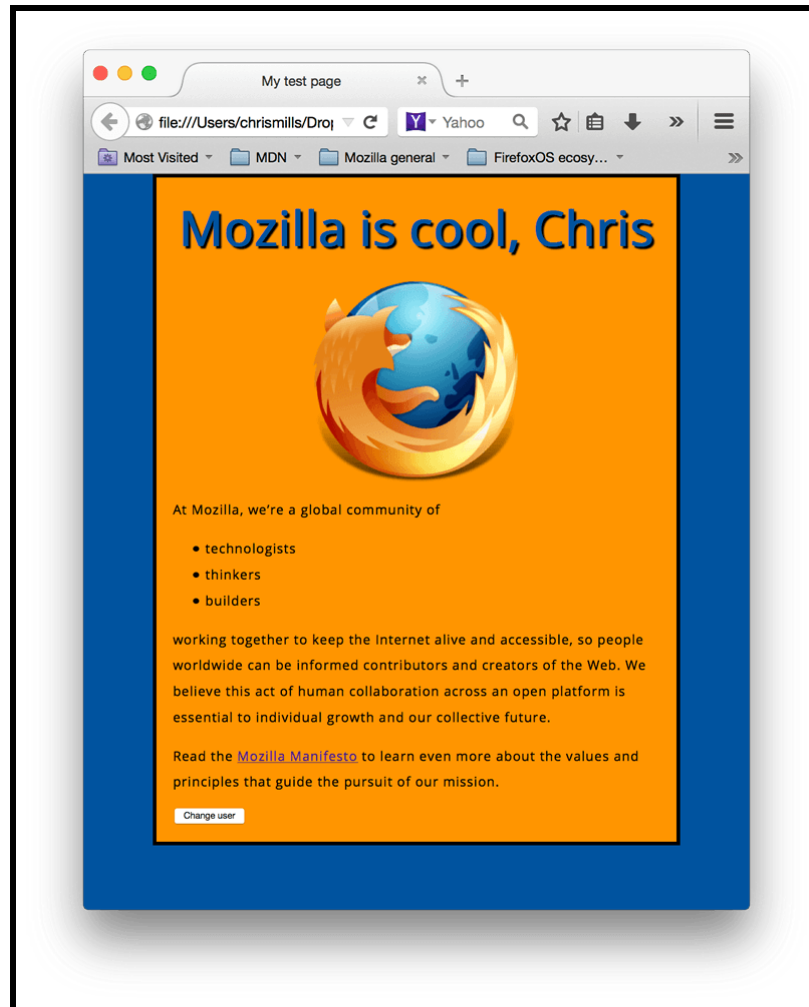 My test page
file:///Users/chrismills/Drop
Yahoo
Most Visited MDN Mozilla general FirefoxOS ecosy...
Mozilla is cool, Chris
At Mozilla, we’re a global community of
• technologists
• thinkers
• builders
working together to keep the Internet alive and accessible, so people
worldwide can be informed contributors and creators of the Web. We
believe this act of human collaboration across an open platform is
essential to individual growth and our collective future.
Read the Mozilla Manifesto to learn even more about the values and
principles that guide the pursuit of our mission.
Change user